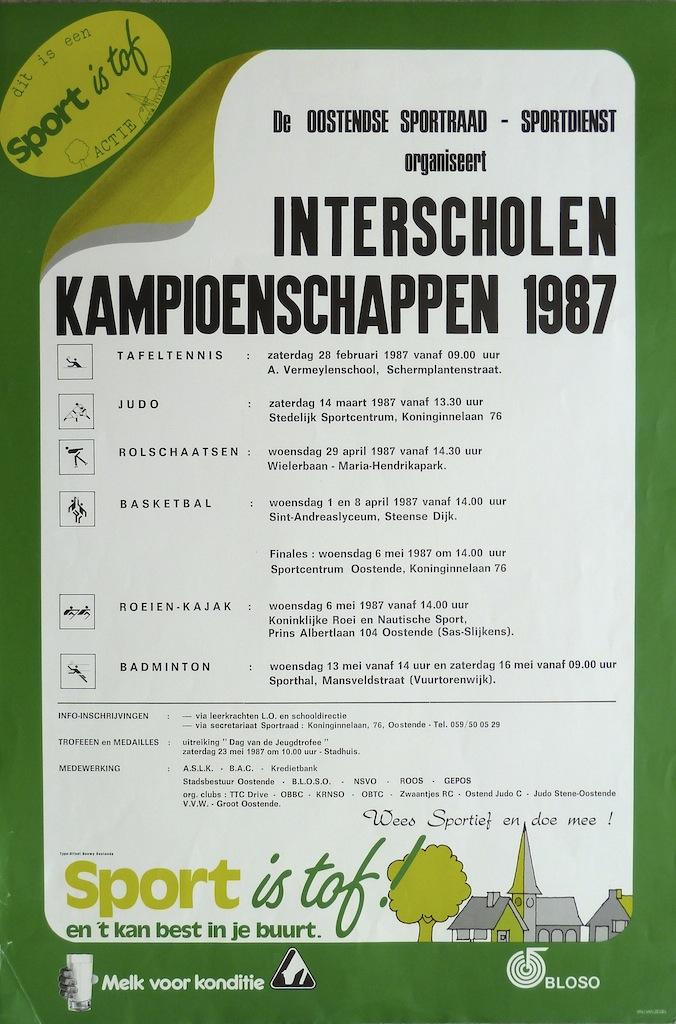 dit is een
Sport is tof
ACTIE
De OOSTENDSE SPORTRAAD - SPORTDIENST
organiseert
INTERSCHOLEN
KAMPIOENSCHAPPEN 1987
TAFELTENNIS : zaterdag 28 februari 1987 vanaf 09.00 uur
A. Vermeylenschool, Schermplantenstraat.
JUDO : zaterdag 14 maart 1987 vanaf 13.30 uur
Stedelijk Sportcentrum, Koninginnelaan 76
ROLSCHAATSEN : woensdag 29 april 1987 vanaf 14.30 uur
Wielerbaan - Maria-Hendrikapark.
BASKETBAL : woensdag 1 en 8 april 1987 vanaf 14.00 uur
Sint-Andreaslyceum, Steense Dijk.
Finales : woensdag 6 mei 1987 om 14.00 uur
Sportcentrum Oostende, Koninginnelaan 76
ROEIEN-KAJAK : woensdag 6 mei 1987 vanaf 14.00 uur
Koninklijke Roei en Nautische Sport,
Prins Albertlaan 104 Oostende (Sas-Slijkens).
BADMINTON : woensdag 13 mei vanaf 14 uur en zaterdag 16 mei vanaf 09.00 uur
Sporthal, Mansveldstraat (Vuurtorenwijk).
INFO-INSCHRIJVINGEN : — via leerkrachten L.O. en schooldirectie
— via secretariaat Sportraad : Koninginnelaan, 76, Oostende - Tel. 059/50 05 29
TROFEEEN en MEDAILLES : uitreiking " Dag van de Jeugdtrofee "
zaterdag 23 mei 1987 om 10.00 uur - Stadhuis.
MEDEWERKING : A.S.L.K. - B.A.C. - Kredietbank
Stadsbestuur Oostende - B.L.O.S.O. - NSVO - ROOS - GEPOS
org. clubs : TTC Drive - OBBC - KRNSO - OBTC - Zwaantjes RC - Ostend Judo C - Judo Stene-Oostende
V.V.W. - Groot Oostende.
Wees Sportief en doe mee !
Sport is tof!
en 't kan best in je buurt.
Melk voor konditie
BLOSO